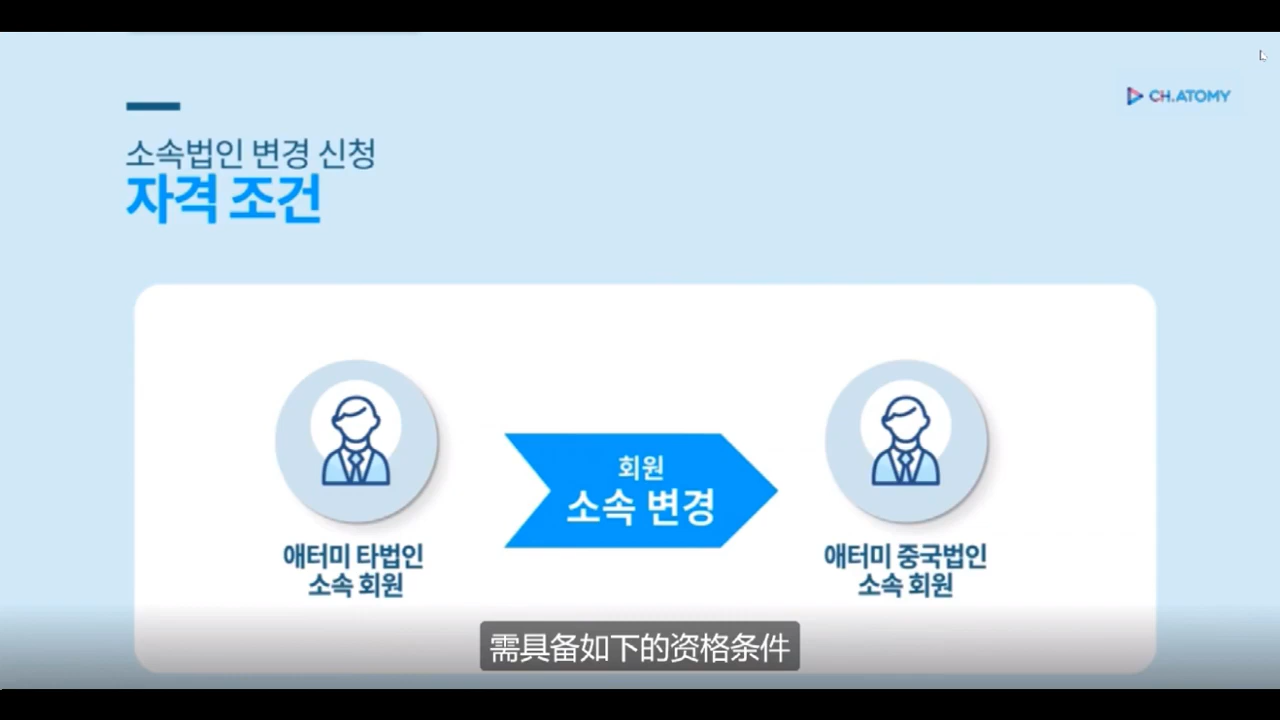 CH.ATOMY
소속법인 변경 신청
자격 조건
회원
소속 변경
애터미 타법인
소속 회원
애터미 중국법인
소속 회원
需具备如下的资格条件